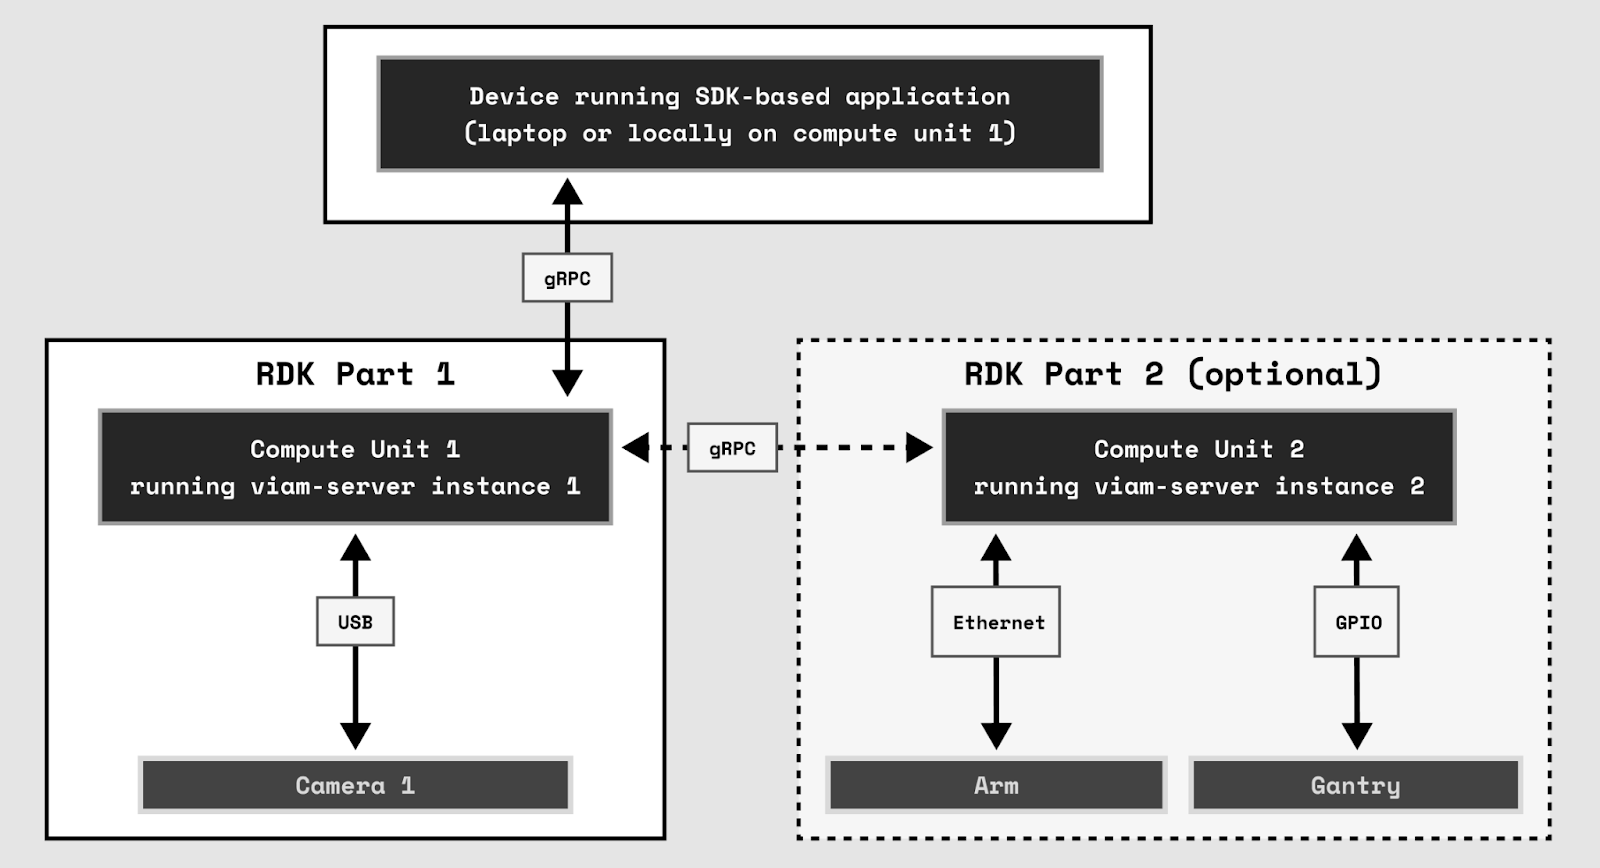 Device running SDK-based application
(laptop or locally on compute unit 1)
gRPC
RDK Part 1
Compute Unit 1
running viam-server instance 1
USB
Camera 1
gRPC
RDK Part 2 (optional)
Compute Unit 2
running viam-server instance 2
Ethernet
GPIO
Arm
Gantry